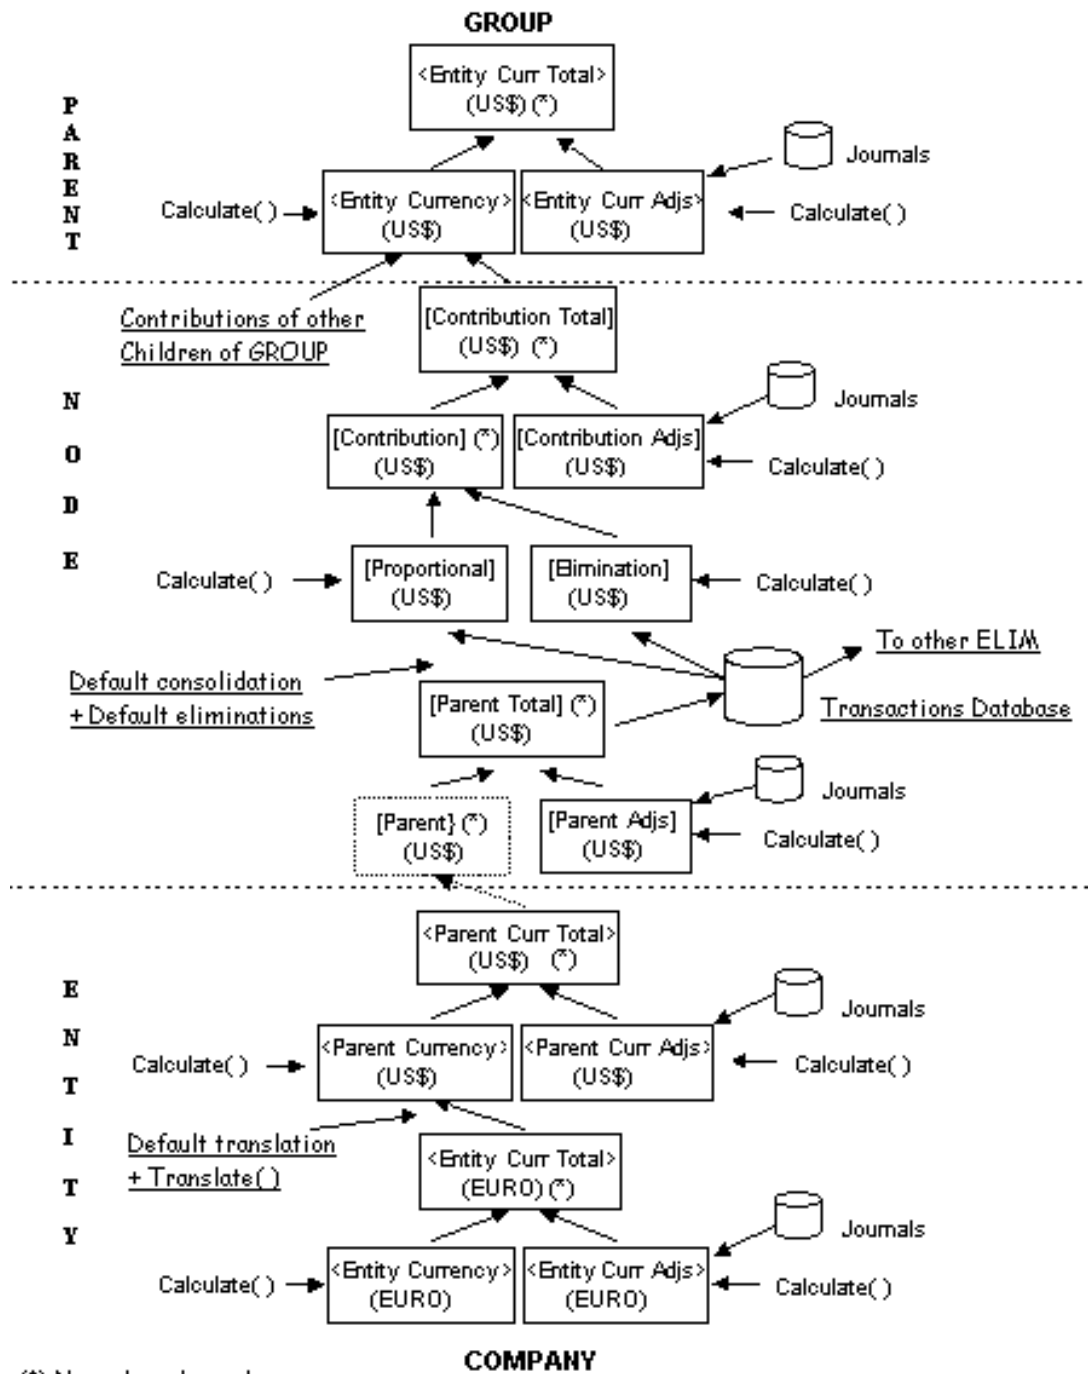 GROUP
<Entity Curr Total>
(US$) (*)
PARENT
Journals
<Entity Currency>
(US$)
<Entity Curr Adjs>
(US$)
Calculate( )
Calculate( )
Contributions of other
Children of GROUP
[Contribution Total]
(US$) (*)
NODE
Journals
[Contribution] (*)
(US$)
[Contribution Adjs]
(US$)
Calculate( )
Calculate( )
[Proportional]
(US$)
[Elimination]
(US$)
Calculate( )
To other ELIM
Default consolidation
+ Default eliminations
[Parent Total] (*)
(US$)
Transactions Database
Journals
[Parent} (*)
(US$)
[Parent Adjs]
(US$)
Calculate( )
<Parent Curr Total>
(US$) (*)
ENTITY
Journals
Calculate( )
<Parent Currency>
(US$)
<Parent Curr Adjs>
(US$)
Calculate( )
Default translation
+ Translate( )
<Entity Curr Total>
(EURO) (*)
Journals
Calculate( )
<Entity Currency>
(EURO)
<Entity Curr Adjs>
(EURO)
Calculate( )
COMPANY